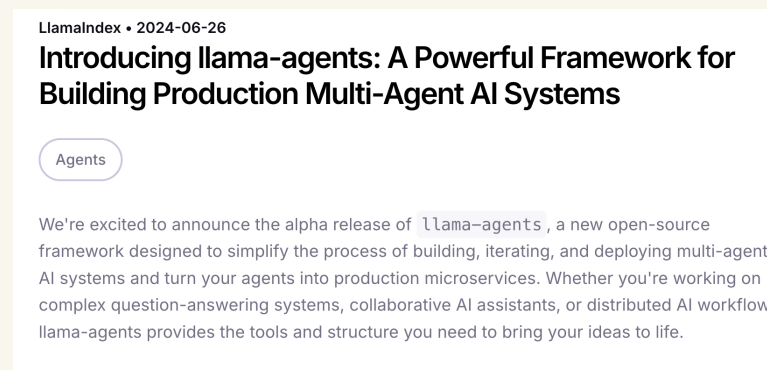 LlamaIndex • 2024-06-26
Introducing llama-agents: A Powerful Framework for
Building Production Multi-Agent AI Systems
Agents
We're excited to announce the alpha release of llama-agents, a new open-source
framework designed to simplify the process of building, iterating, and deploying multi-agent
AI systems and turn your agents into production microservices. Whether you're working on
complex question-answering systems, collaborative AI assistants, or distributed AI workflow
llama-agents provides the tools and structure you need to bring your ideas to life.